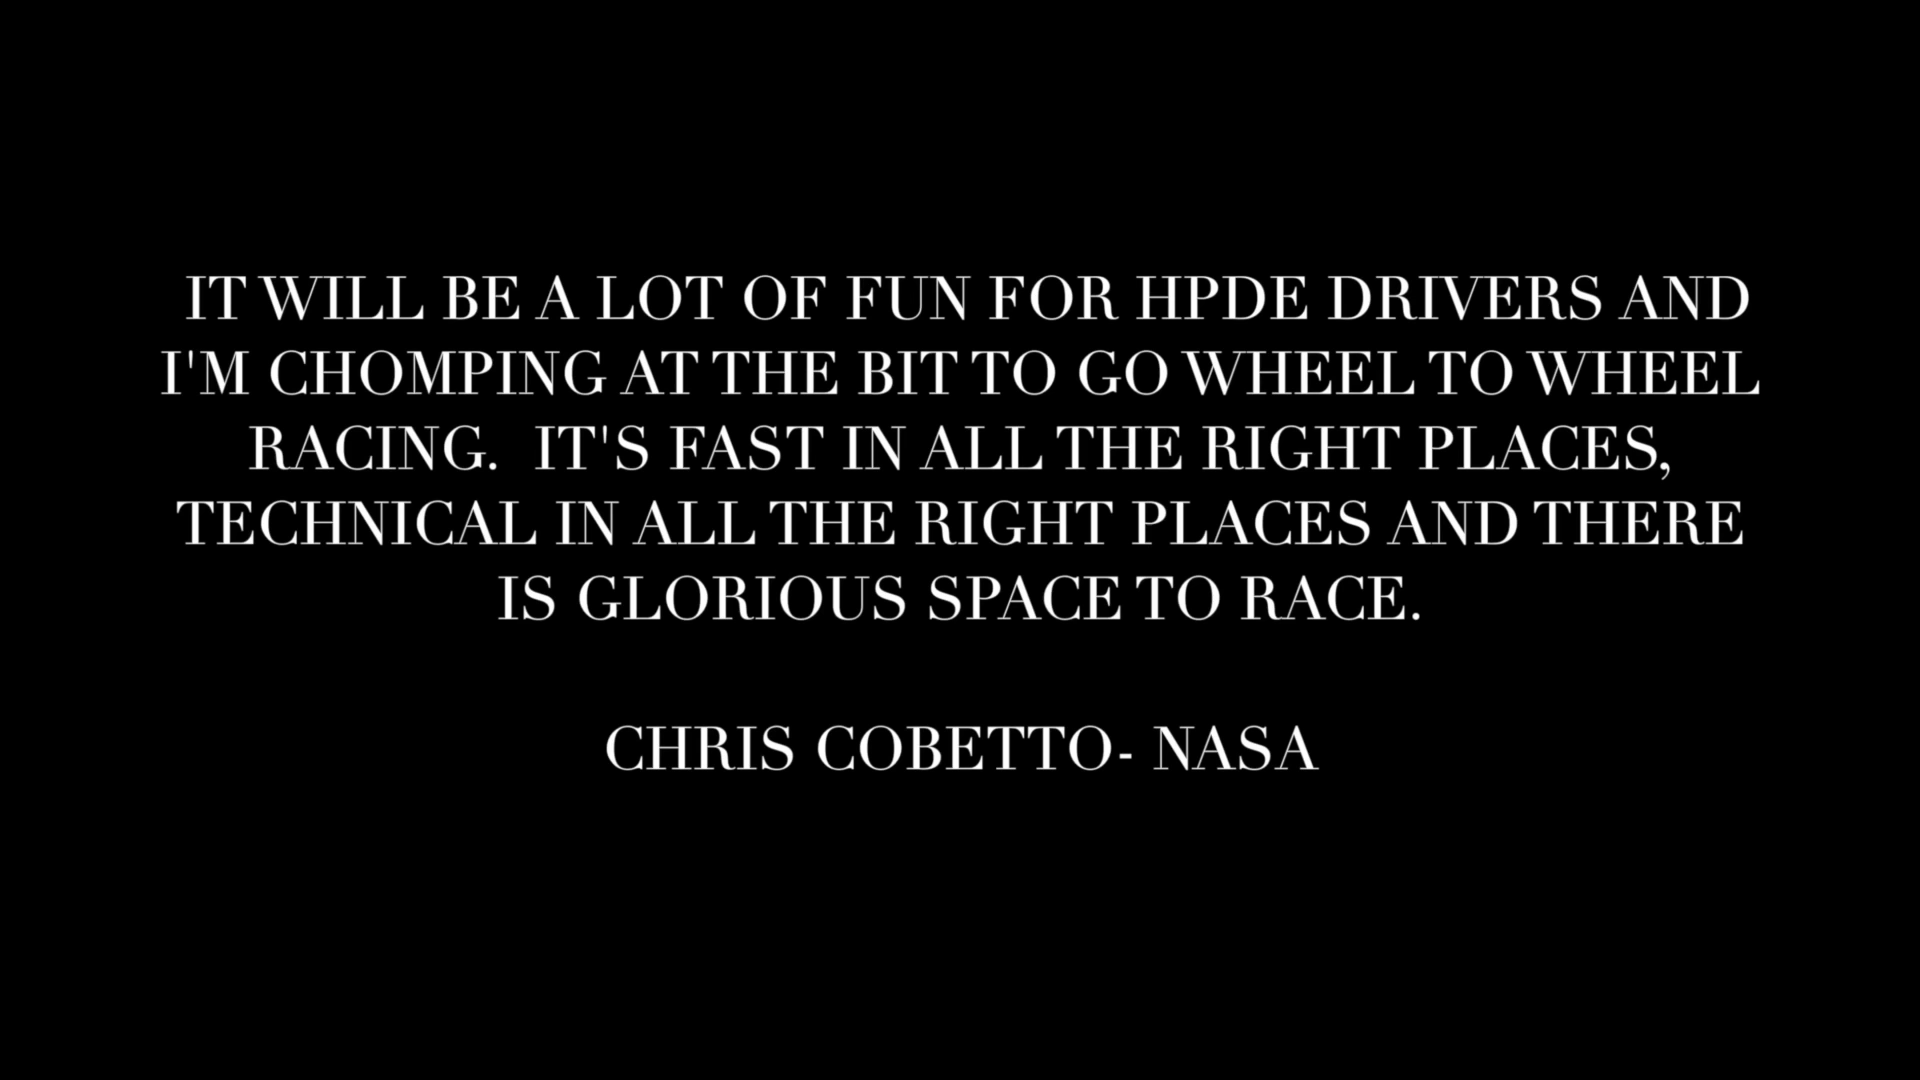 IT WILL BE A LOT OF FUN FOR HPDE DRIVERS AND
I'M CHOMPING AT THE BIT TO GO WHEEL TO WHEEL
RACING.  IT'S FAST IN ALL THE RIGHT PLACES,
TECHNICAL IN ALL THE RIGHT PLACES AND THERE
IS GLORIOUS SPACE TO RACE.
CHRIS COBETTO- NASA